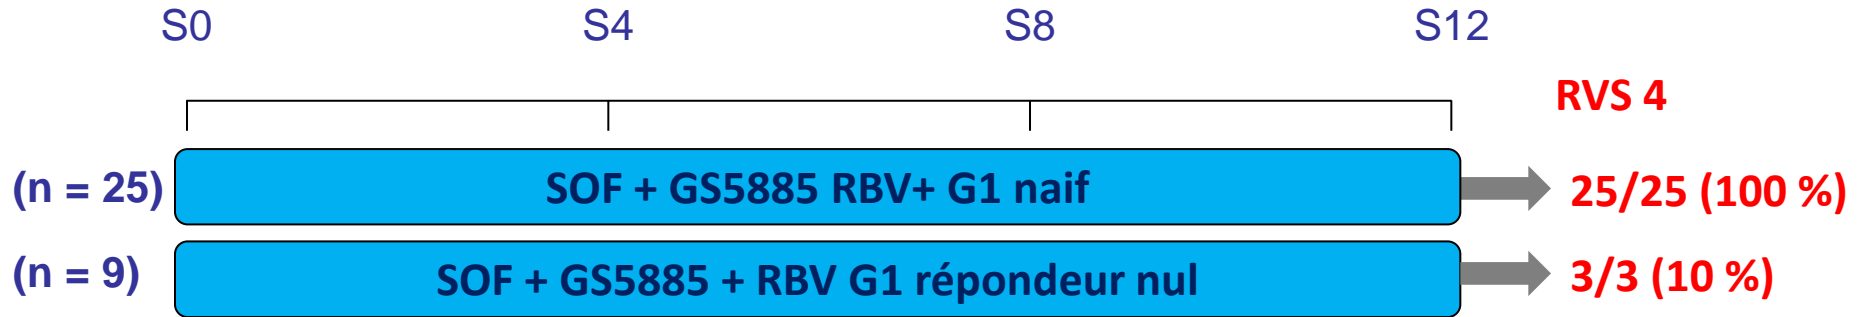 S0 S4 S8 S12
RVS 4
(n = 25) SOF + GS5885 RBV+ G1 naif 25/25 (100 %)
(n = 9) SOF + GS5885 + RBV G1 répondeur nul 3/3 (10 %)